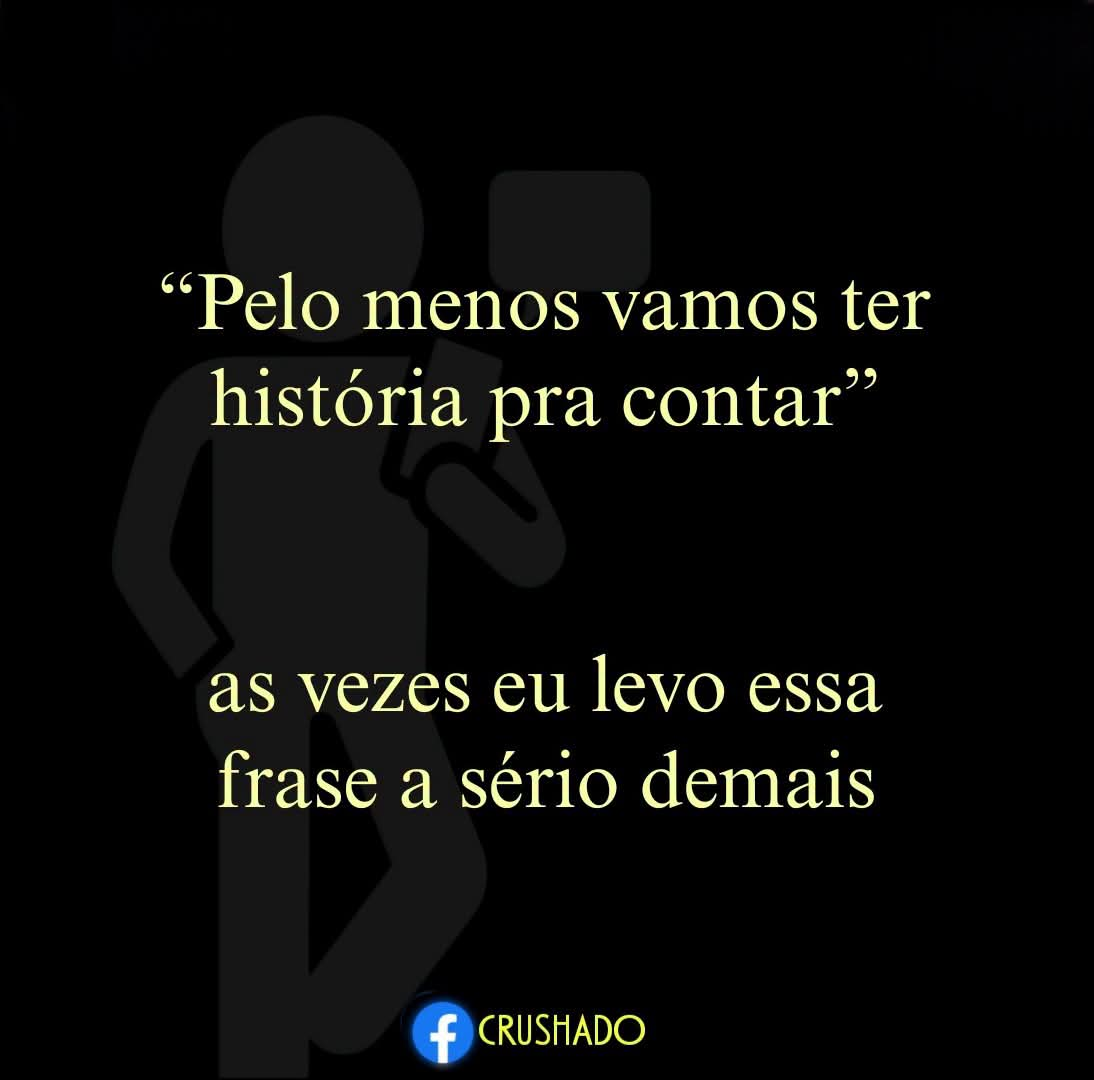 “Pelo menos vamos ter
história pra contar”
as vezes eu levo essa
frase a sério demais
CRUSHADO